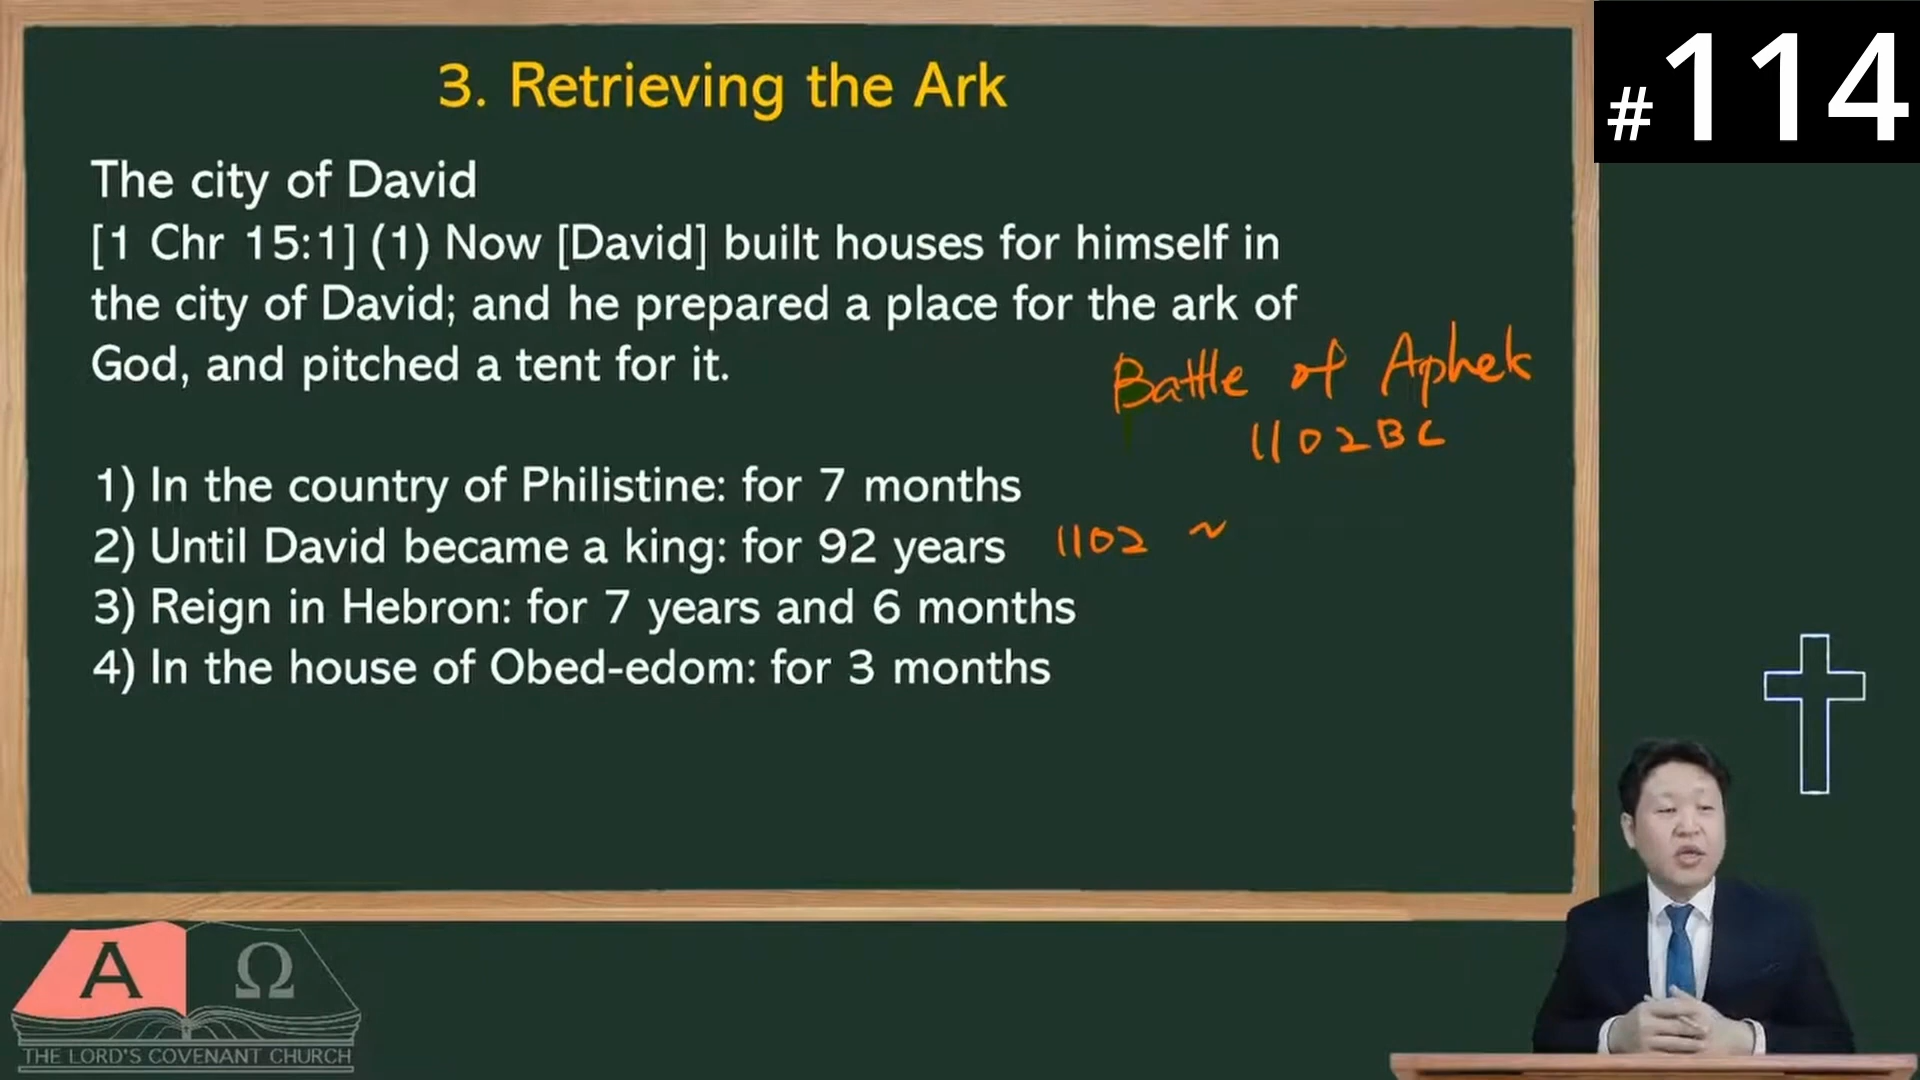 3. Retrieving the Ark
#114
The city of David
[1 Chr 15:1] (1) Now [David] built houses for himself in
the city of David; and he prepared a place for the ark of
God, and pitched a tent for it.
Battle of Aphek
1102BC
1) In the country of Philistine: for 7 months
2) Until David became a king: for 92 years 1102 ~
3) Reign in Hebron: for 7 years and 6 months
4) In the house of Obed-edom: for 3 months
Α Ω
THE LORD'S COVENANT CHURCH